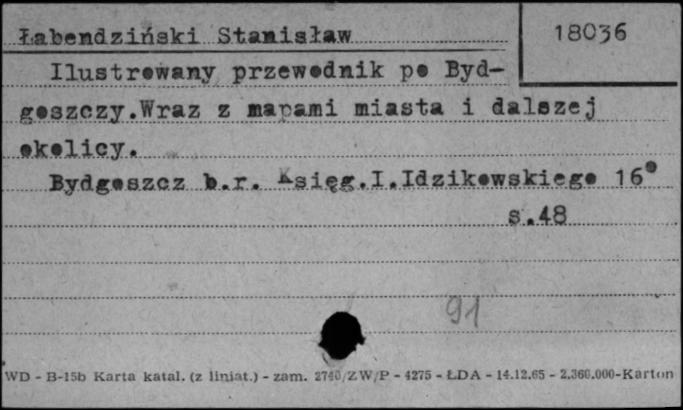 Łabendziński Stanisław
18036
Ilustrowany przewodnik po Byd-
goszczy.Wraz z mapami miasta i dalszej
okolicy.
Bydgoszcz b.r. Księg.I.Idzikowskiego 16°
s.48
91
WD - B-15b Karta katal. (z liniat.) - zam. 2740/ZW/P - 4275 - ŁDA - 14.12.65 - 2.360.000-Karton